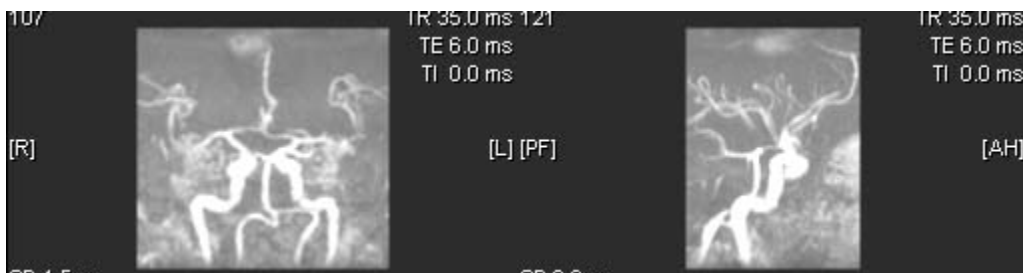 107
TR 35.0 ms
TE 6.0 ms
TI 0.0 ms
[R]
[L]
121
TR 35.0 ms
TE 6.0 ms
TI 0.0 ms
[PF]
[AH]